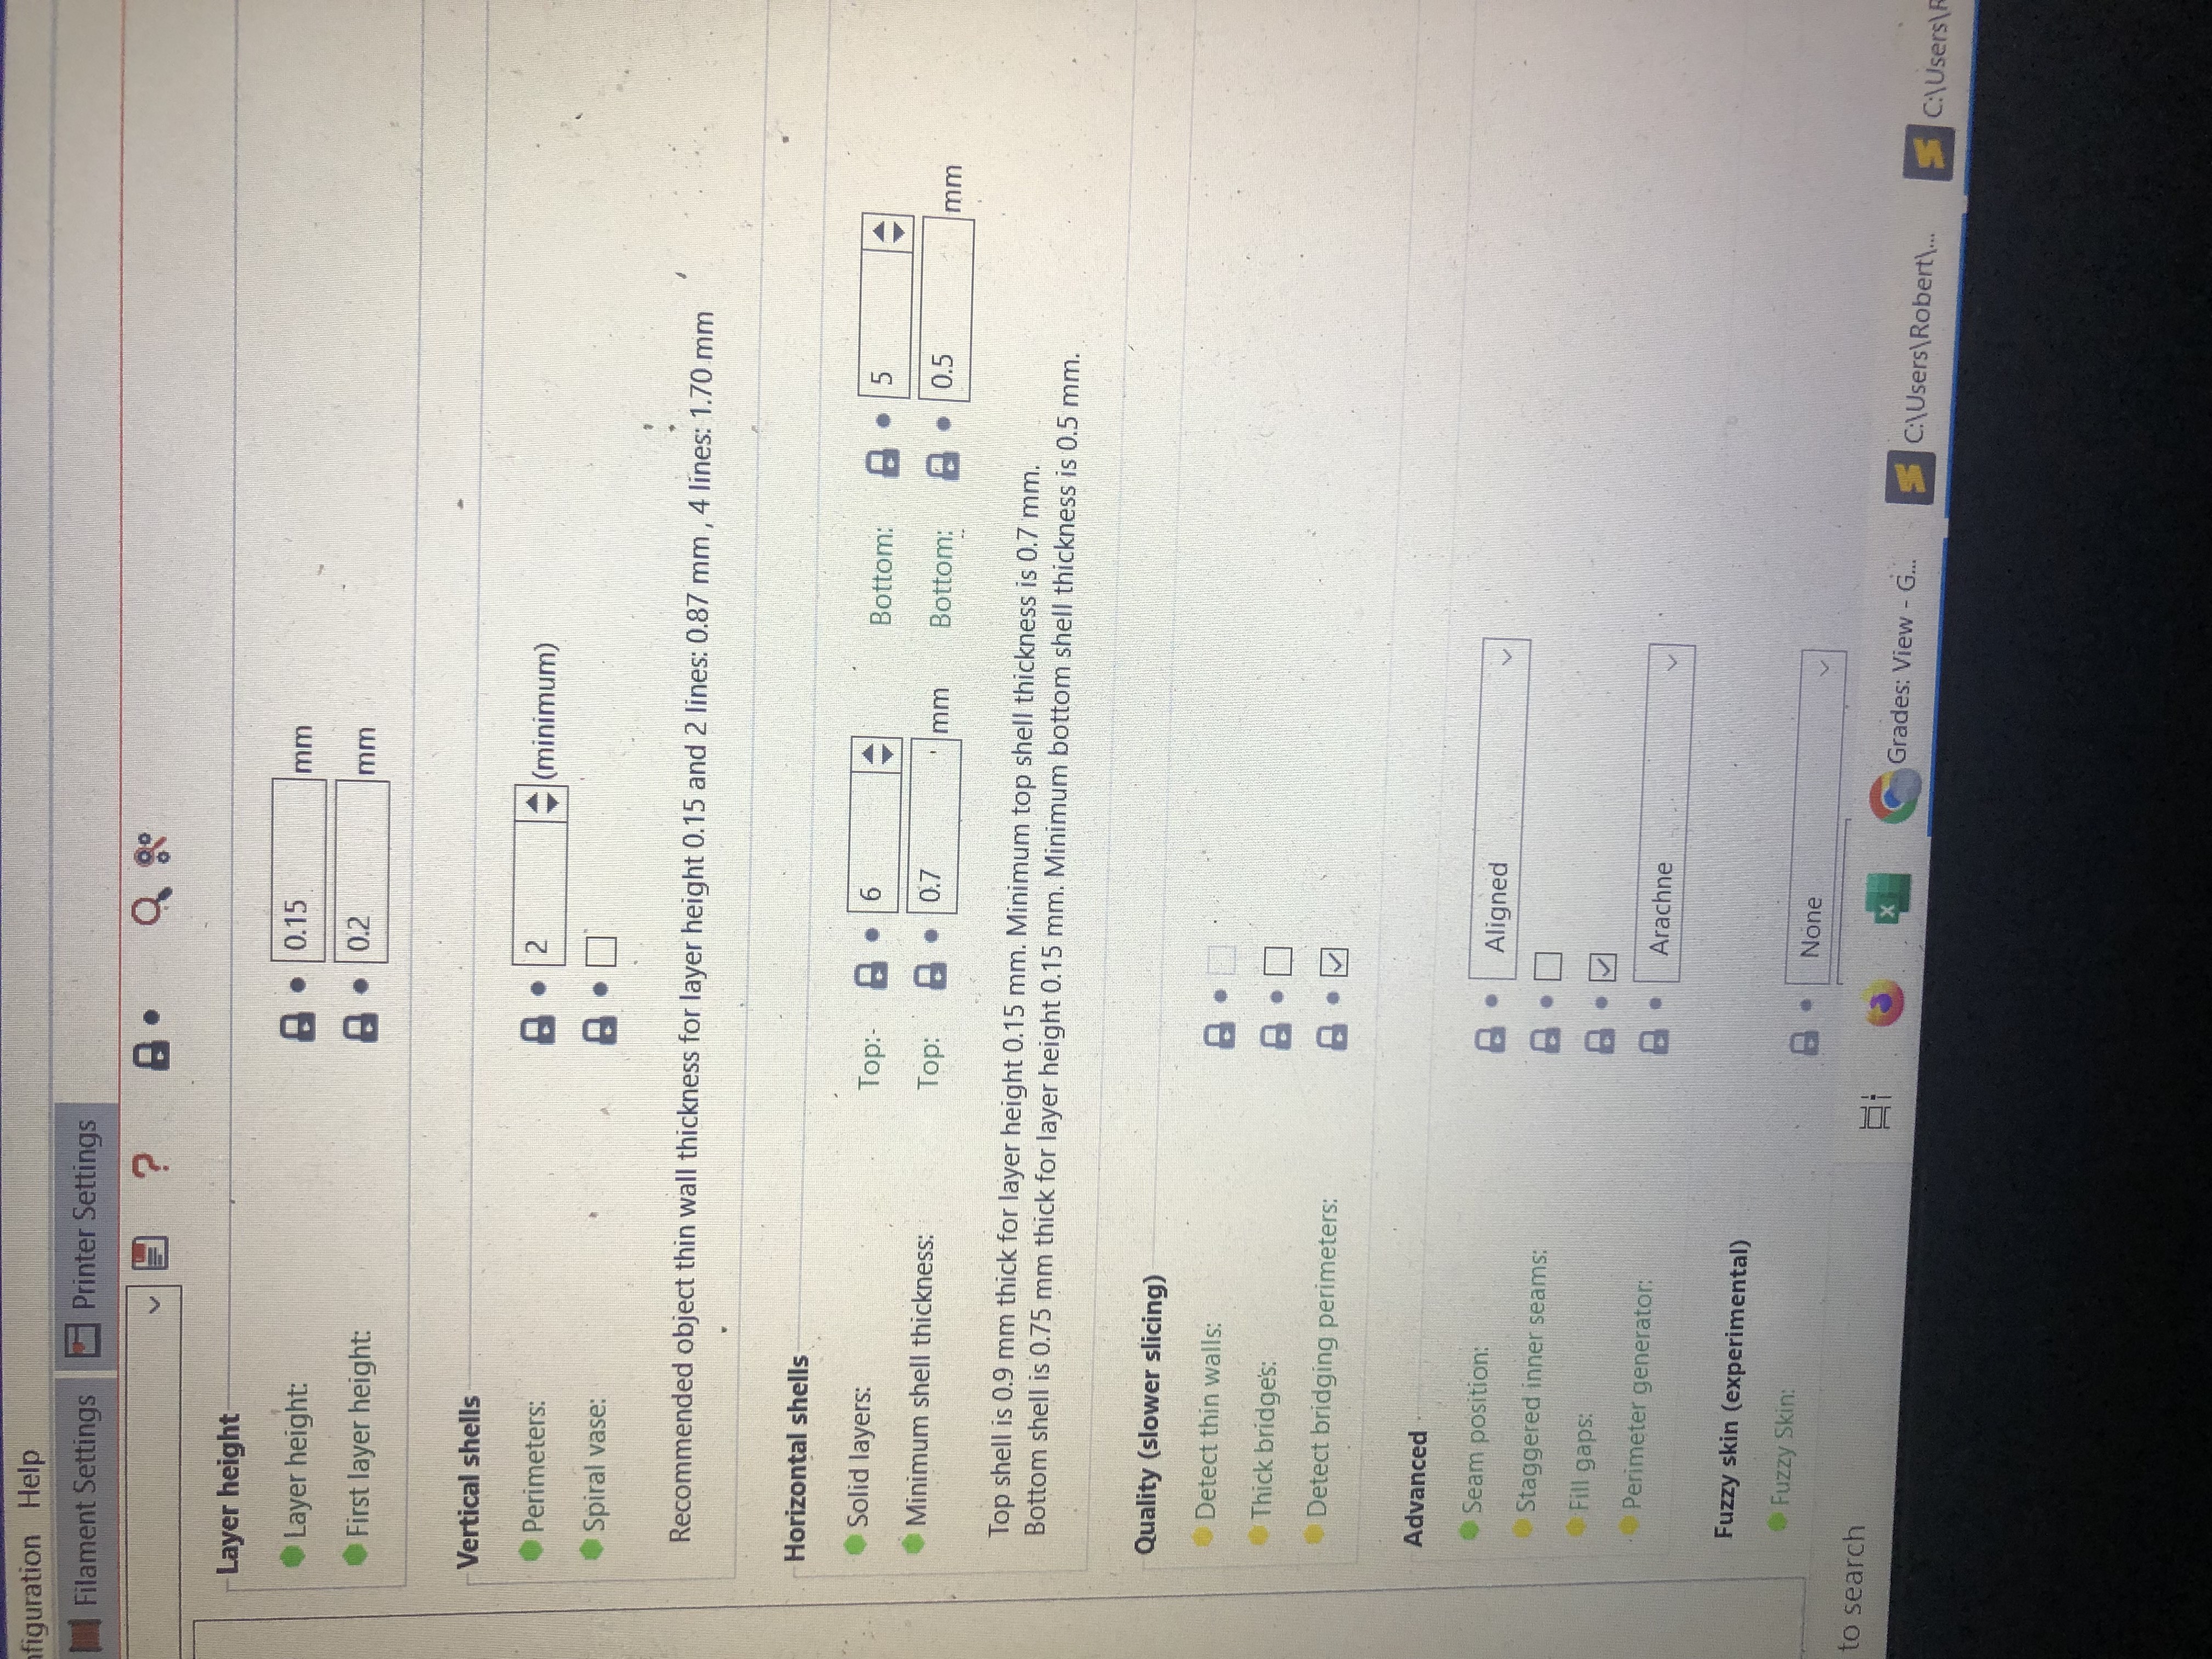 nfiguration Help
Filament Settings Printer Settings
?
Layer height
Layer height: 0.15 mm
First layer height: 0.2 mm
Vertical shells
Perimeters: 2 (minimum)
Spiral vase:
Recommended object thin wall thickness for layer height 0.15 and 2 lines: 0.87 mm , 4 lines: 1.70 mm
Horizontal shells
Solid layers: Top: 6 Bottom: 5
Minimum shell thickness: Top: 0.7 mm Bottom: 0.5 mm
Top shell is 0.9 mm thick for layer height 0.15 mm. Minimum top shell thickness is 0.7 mm.
Bottom shell is 0.75 mm thick for layer height 0.15 mm. Minimum bottom shell thickness is 0.5 mm.
Quality (slower slicing)
Detect thin walls:
Thick bridges:
Detect bridging perimeters:
Advanced
Seam position: Aligned
Staggered inner seams:
Fill gaps:
Perimeter generator: Arachne
Fuzzy skin (experimental)
Fuzzy Skin: None
to search
X Grades: View - G... C:\Users\Robert\... C:\Users\R